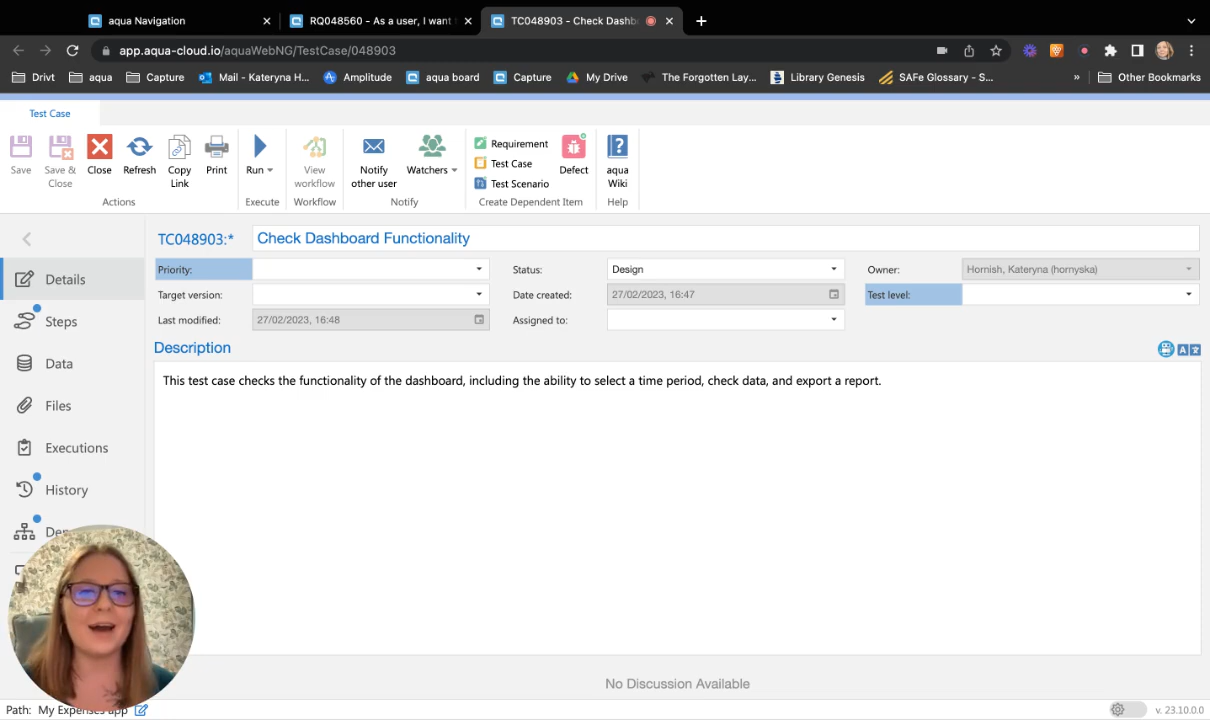 aqua Navigation
RQ048560 - As a user, I want
TC048903 - Check Dashb
app.aqua-cloud.io/aquaWebNG/TestCase/048903
Drivt aqua Capture Mail - Kateryna H... Amplitude aqua board Capture My Drive The Forgotten Lay... Library Genesis SAFe Glossary - S... » Other Bookmarks
Test Case
Save
Save & Close
Close
Refresh
Copy Link
Print
Actions
Run
Execute
View workflow
Workflow
Notify other user
Watchers
Notify
Requirement
Test Case
Test Scenario
Defect
Create Dependent Item
aqua Wiki
Help
TC048903:* Check Dashboard Functionality
Priority: Status: Design Owner: Hornish, Kateryna (hornyska)
Target version: Date created: 27/02/2023, 16:47 Test level:
Last modified: 27/02/2023, 16:48 Assigned to:
Details
Steps
Data
Files
Executions
History
Description
This test case checks the functionality of the dashboard, including the ability to select a time period, check data, and export a report.
No Discussion Available
Path: My Expenses app
v. 23.10.0.0